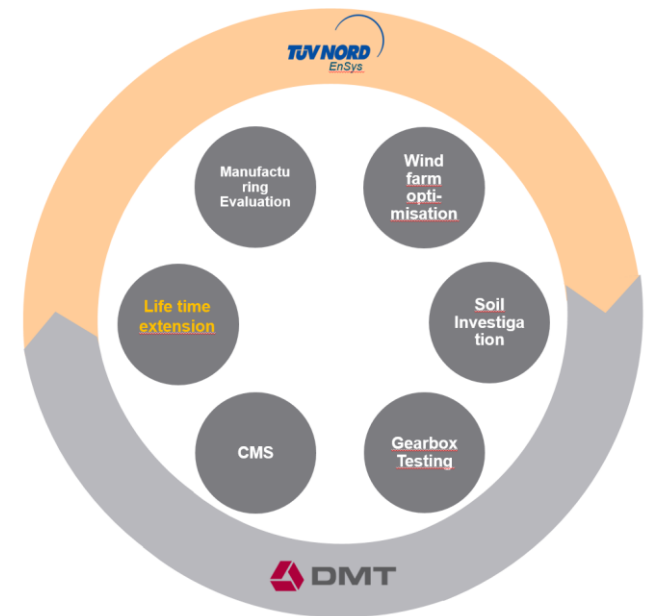 TÜV NORD
EnSys
Manufactu
ring
Evaluation
Wind
farm
opti-
misation
Life time
extension
Soil
Investiga
tion
CMS
Gearbox
Testing
DMT